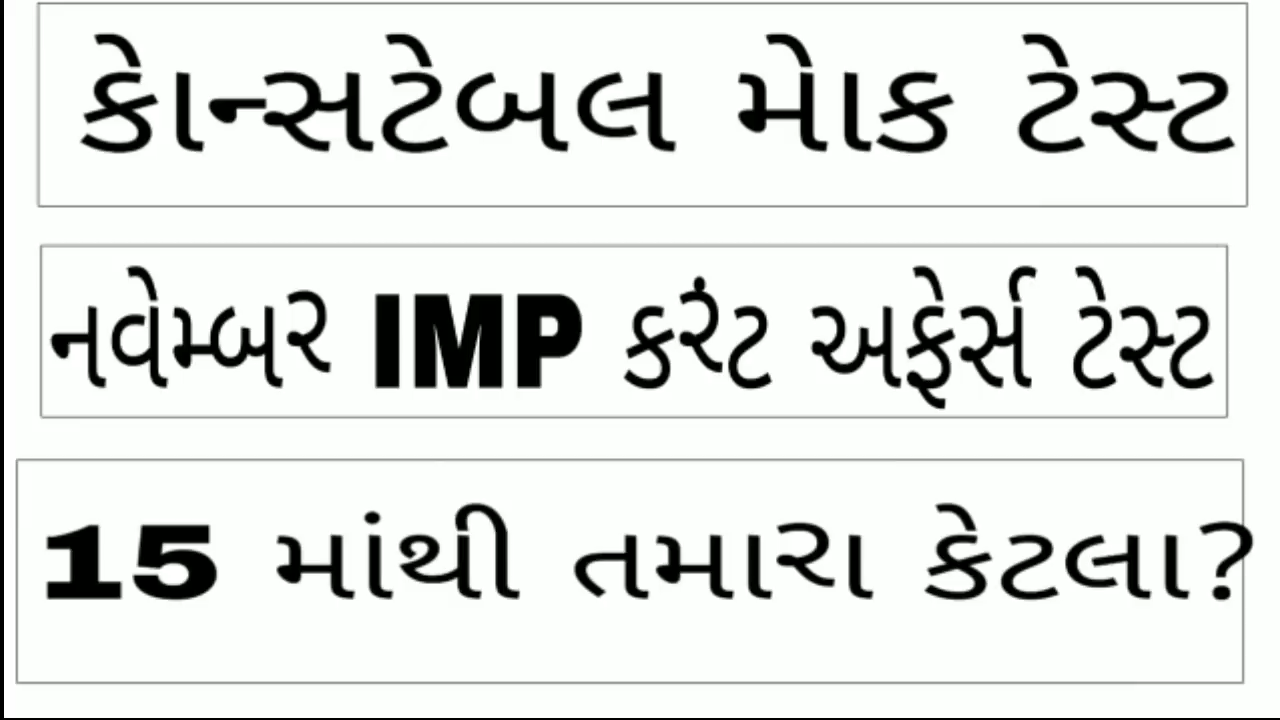 કોન્સટેબલ મોક ટેસ્ટ
નવેમ્બર IMP કરંટ અફેર્સ ટેસ્ટ
15 માંથી તમારા કેટલા?